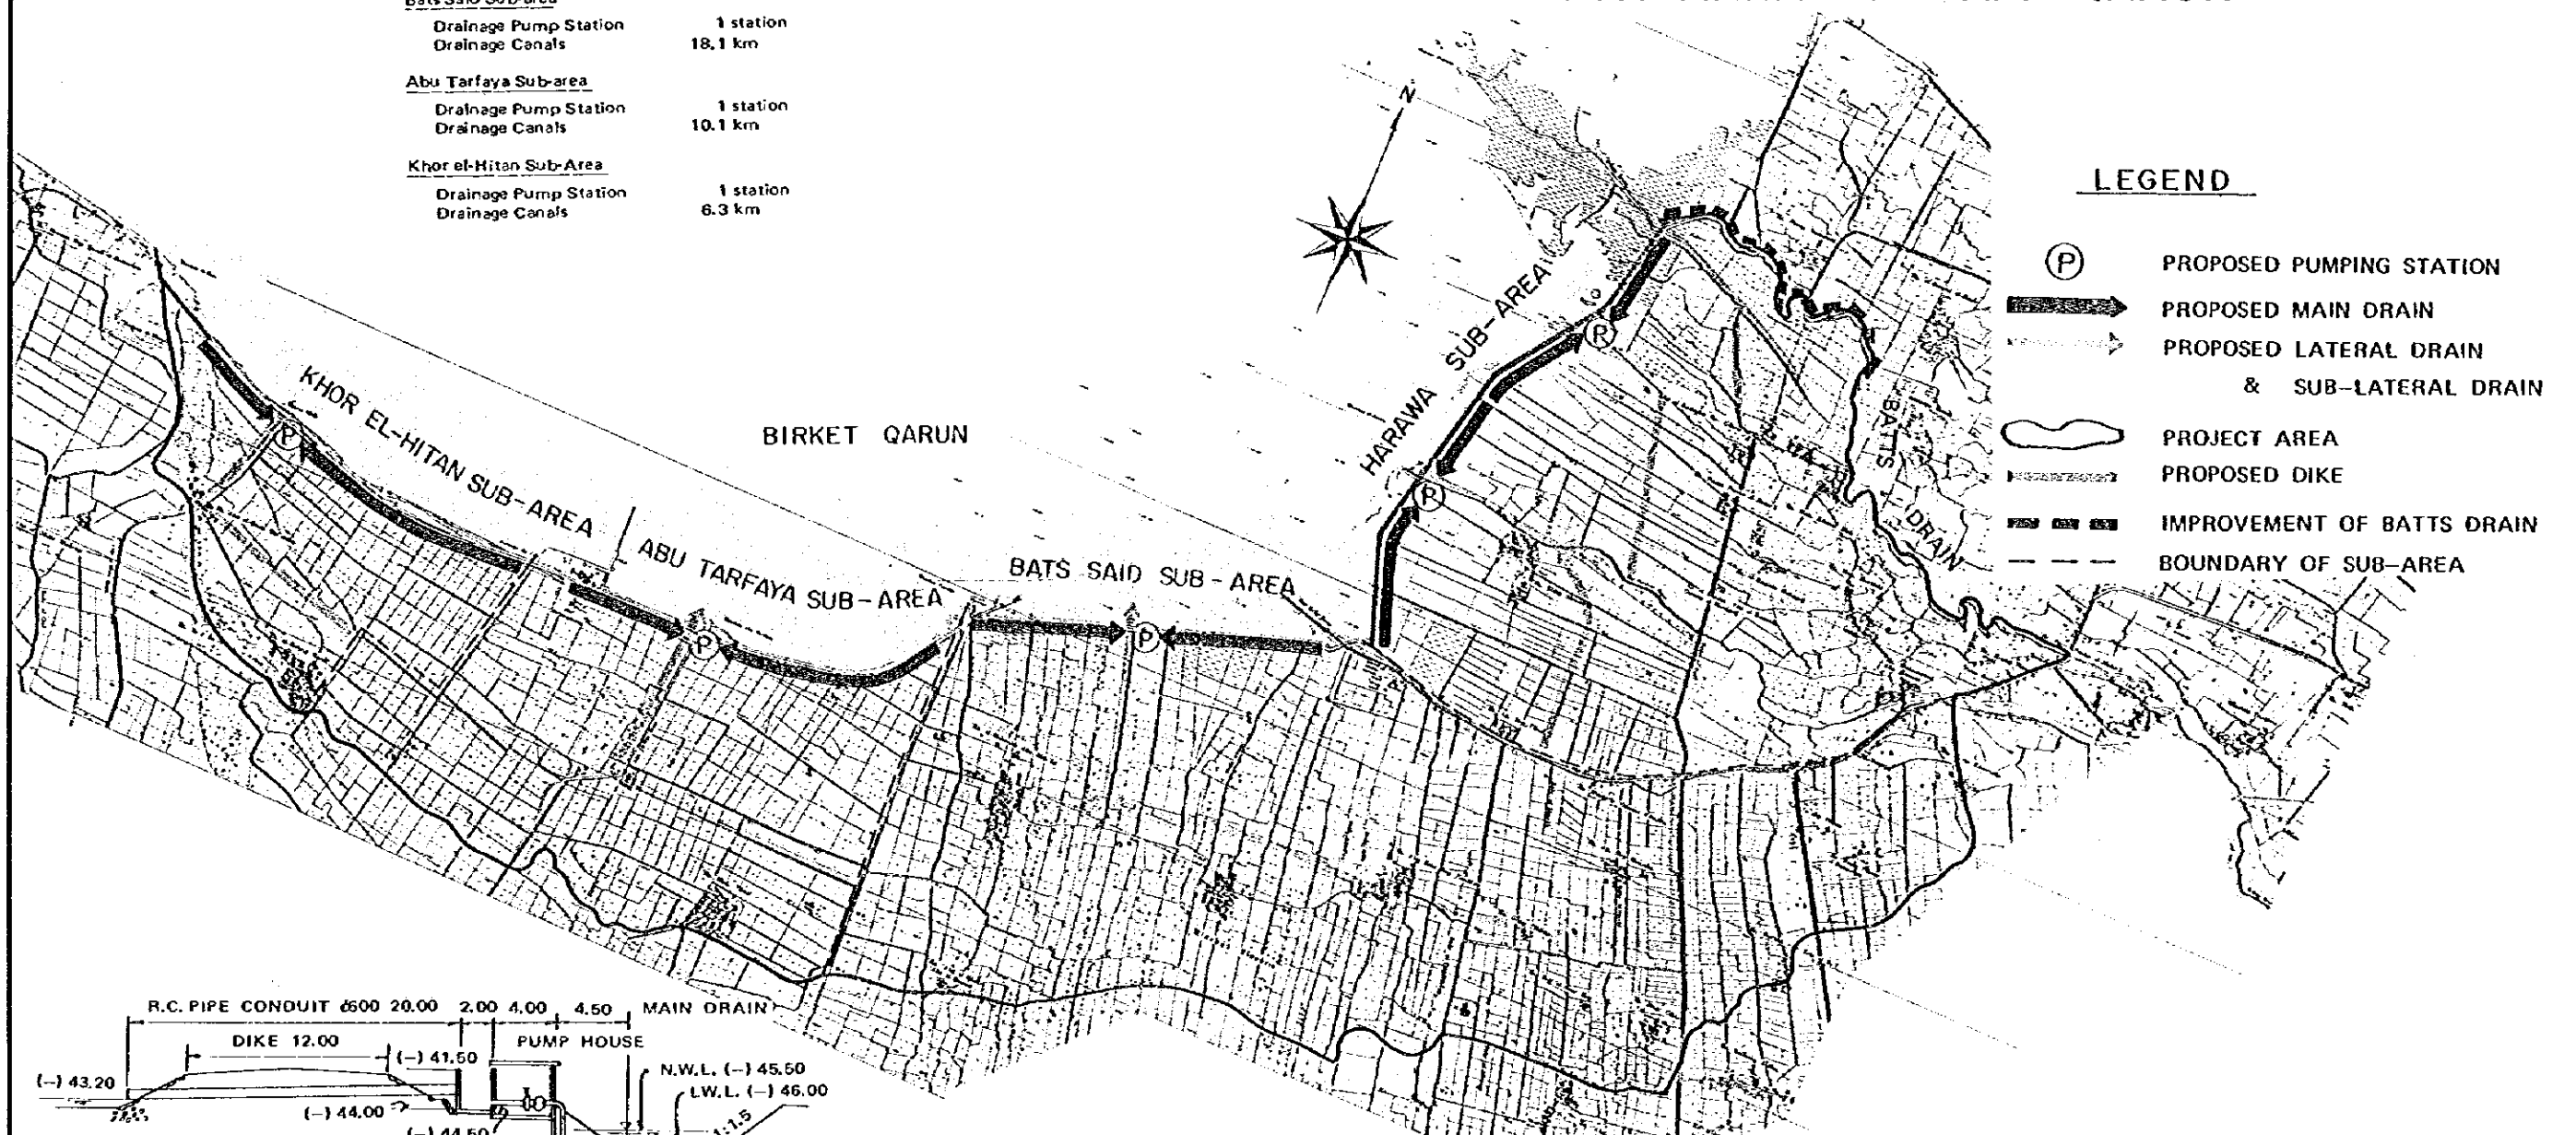 Bats Said Sub-area
Drainage Pump Station 1 station
Drainage Canals 18.1 km
Abu Tarfaya Sub-area
Drainage Pump Station 1 station
Drainage Canals 10.1 km
Khor el-Hitan Sub-Area
Drainage Pump Station 1 station
Drainage Canals 6.3 km
N
LEGEND
P PROPOSED PUMPING STATION
PROPOSED MAIN DRAIN
PROPOSED LATERAL DRAIN
& SUB-LATERAL DRAIN
PROJECT AREA
PROPOSED DIKE
IMPROVEMENT OF BATTS DRAIN
BOUNDARY OF SUB-AREA
HARAWA SUB-AREA
P
P
BATTS DRAIN
BIRKET QARUN
KHOR EL-HITAN SUB-AREA
P
ABU TARFAYA SUB-AREA
P
BATS SAID SUB-AREA
P
R.C. PIPE CONDUIT ø600 20.00 2.00 4.00 4.50 MAIN DRAIN
DIKE 12.00 PUMP HOUSE
(-) 41.50
(-) 43.20
N.W.L. (-) 45.50
L.W.L. (-) 46.00
(-) 44.00
(-) 44.50
1:1.5